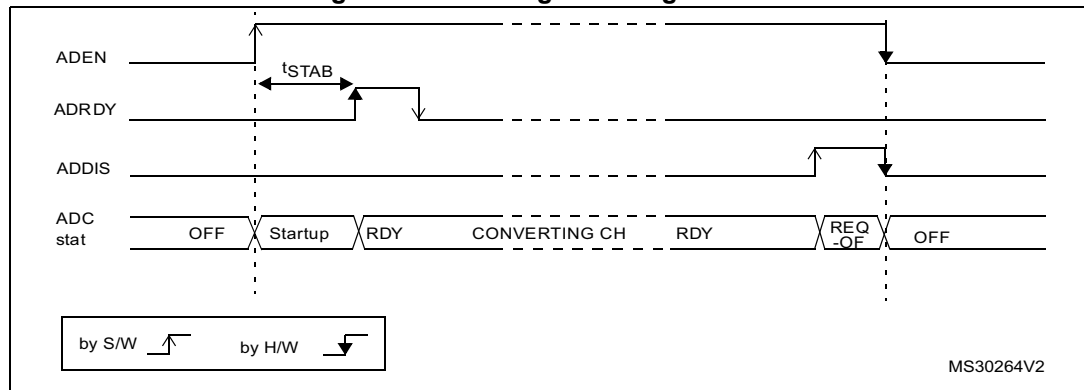 ADEN
tSTAB
ADRDY
ADDIS
ADC
stat
OFF
Startup
RDY
CONVERTING CH
RDY
REQ
-OF
OFF
by S/W
by H/W
MS30264V2